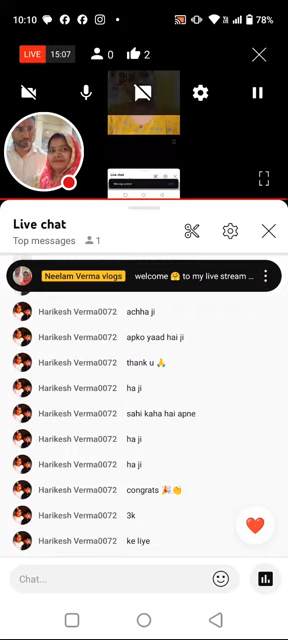 10:10
78%
LIVE 15:07 0 2
Live chat
Top messages 1
Neelam Verma vlogs welcome 🤗 to my live stream ...
Harikesh Verma0072 achha ji
Harikesh Verma0072 apko yaad hai ji
Harikesh Verma0072 thank u 🙏
Harikesh Verma0072 ha ji
Harikesh Verma0072 sahi kaha hai apne
Harikesh Verma0072 ha ji
Harikesh Verma0072 ha ji
Harikesh Verma0072 congrats 🎉👏
Harikesh Verma0072 3k
Harikesh Verma0072 ke liye
Chat...